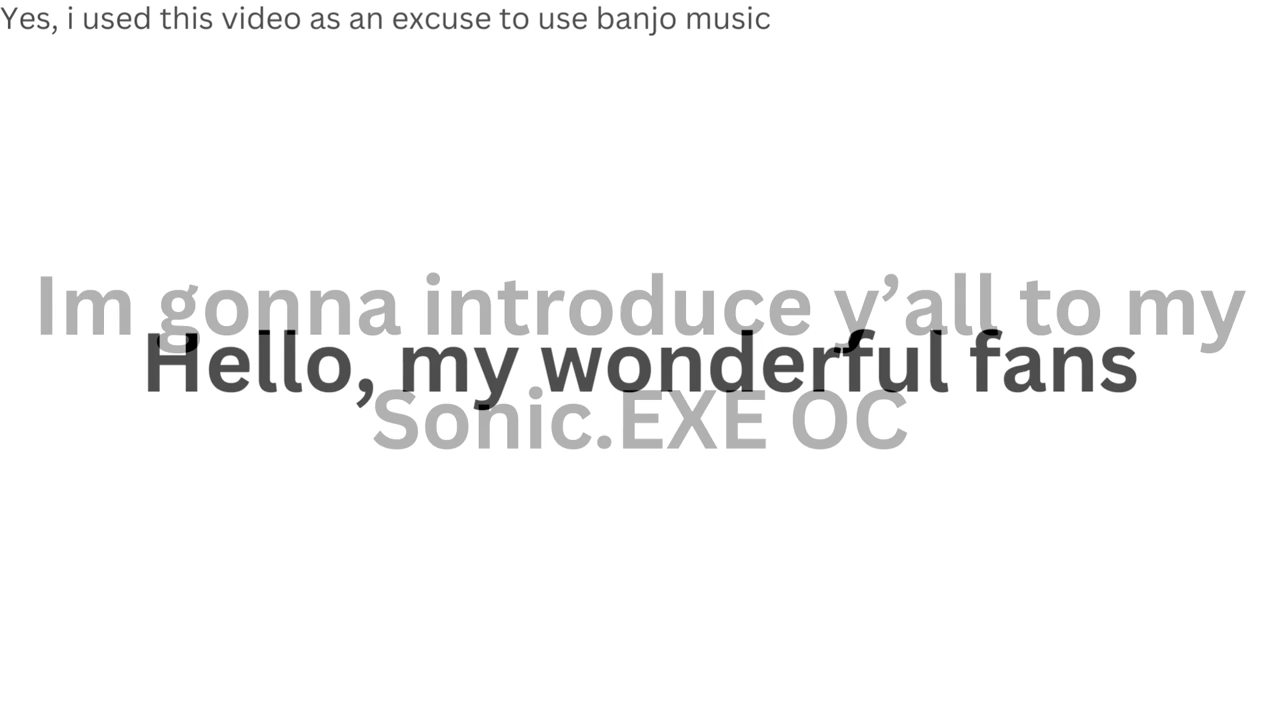 Yes, i used this video as an excuse to use banjo music
Im gonna introduce y’all to my
Hello, my wonderful fans
Sonic.EXE OC